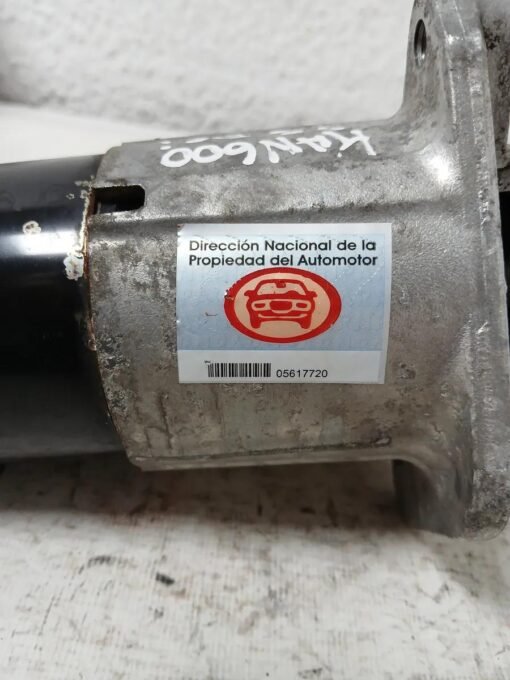 KAN600
Dirección Nacional de la
Propiedad del Automotor
05617720